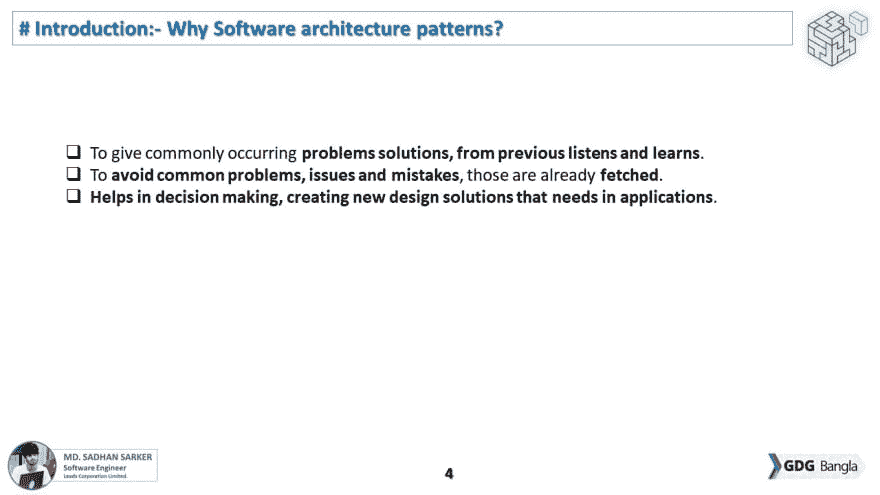 # Introduction:- Why Software architecture patterns?
To give commonly occurring problems solutions, from previous listens and learns.
To avoid common problems, issues and mistakes, those are already fetched.
Helps in decision making, creating new design solutions that needs in applications.
MD. SADHAN SARKER
Software Engineer
Leads Corporation Limited.
4
GDG Bangla